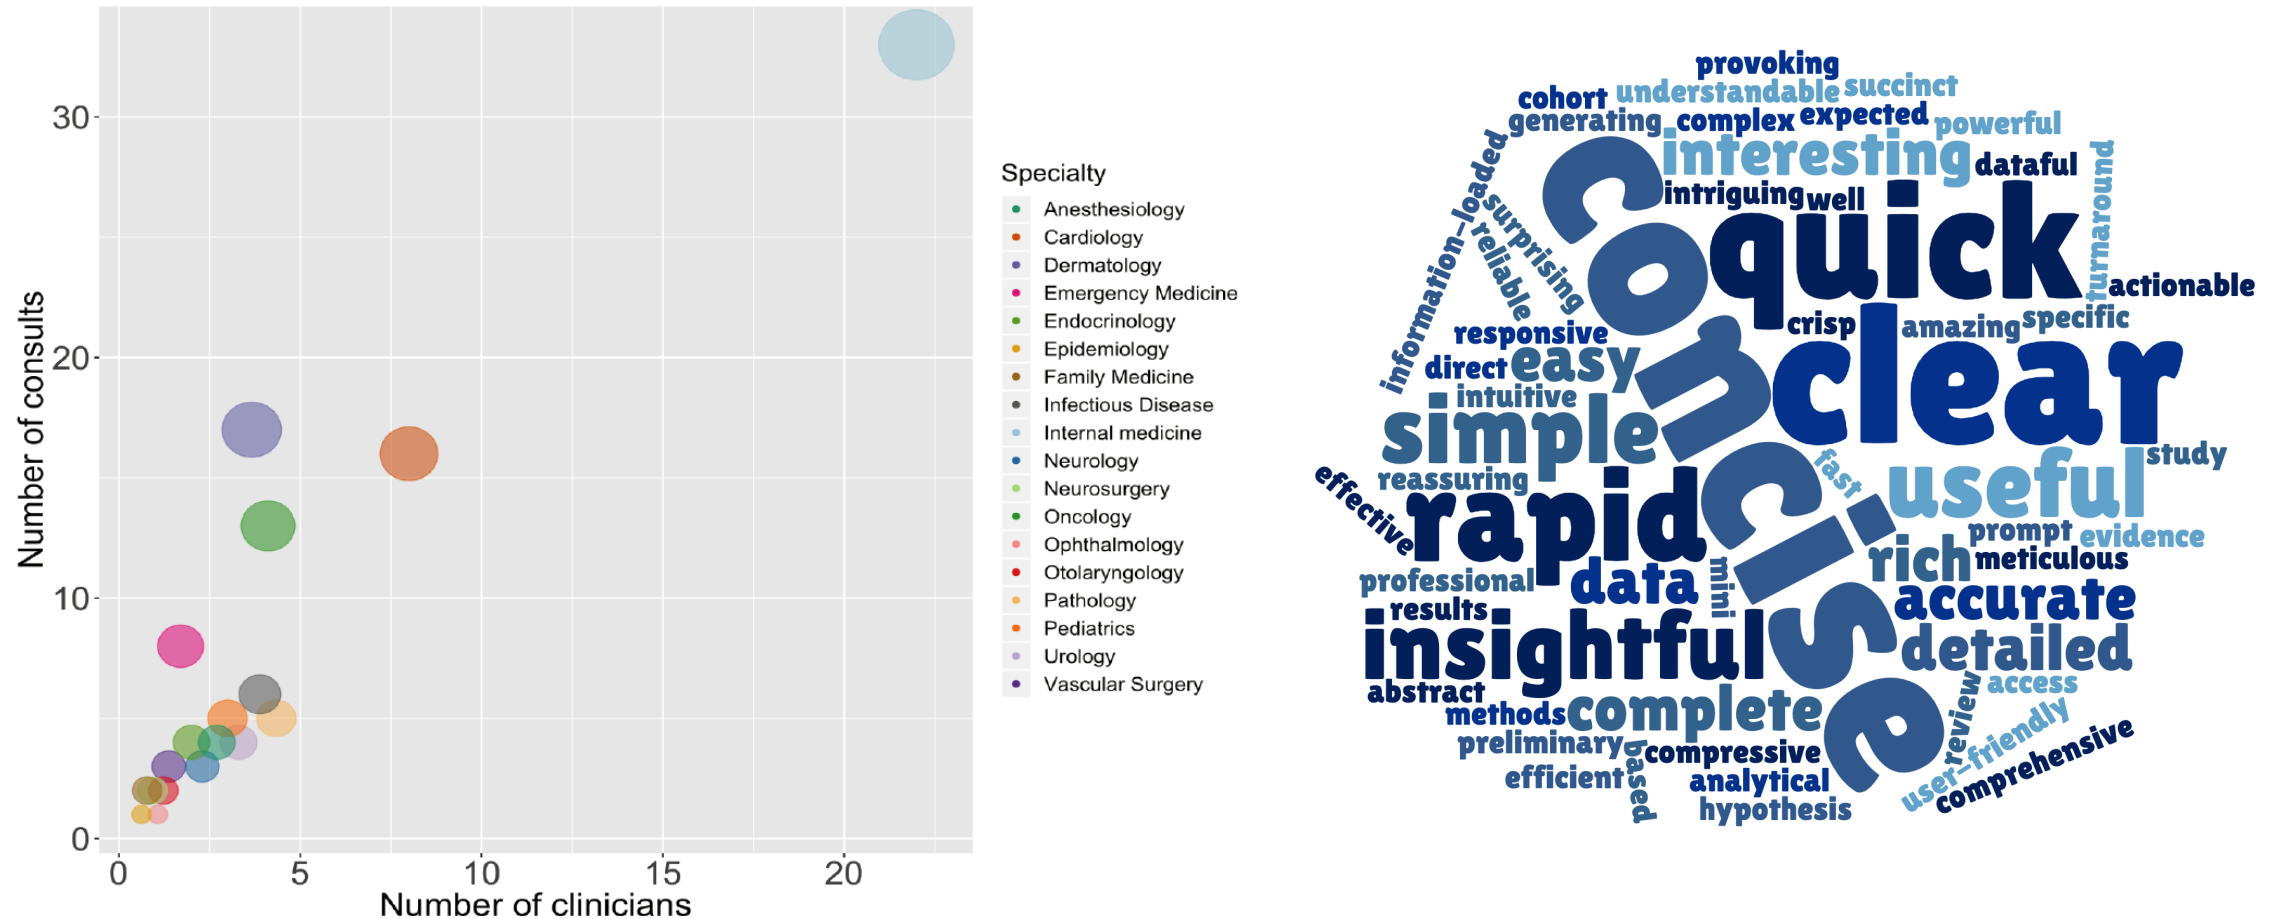 30
20
10
0
Number of consults
0 5 10 15 20
Number of clinicians
Specialty
Anesthesiology
Cardiology
Dermatology
Emergency Medicine
Endocrinology
Epidemiology
Family Medicine
Infectious Disease
Internal medicine
Neurology
Neurosurgery
Oncology
Ophthalmology
Otolaryngology
Pathology
Pediatrics
Urology
Vascular Surgery
provoking
succinct
understandable
cohort
expected
generating
complex
powerful
interesting
dataful
intriguing
well
turnaround
information-loaded
surprising
reliable
concise
quick
actionable
crisp
amazing
specific
responsive
direct
easy
clear
intuitive
simple
study
fast
reassuring
useful
effective
rapid
prompt
evidence
rich
meticulous
professional
data
mini
accurate
results
insightful
detailed
abstract
access
methods
complete
review
preliminary
compressive
user-friendly
comprehensive
efficient
based
analytical
hypothesis